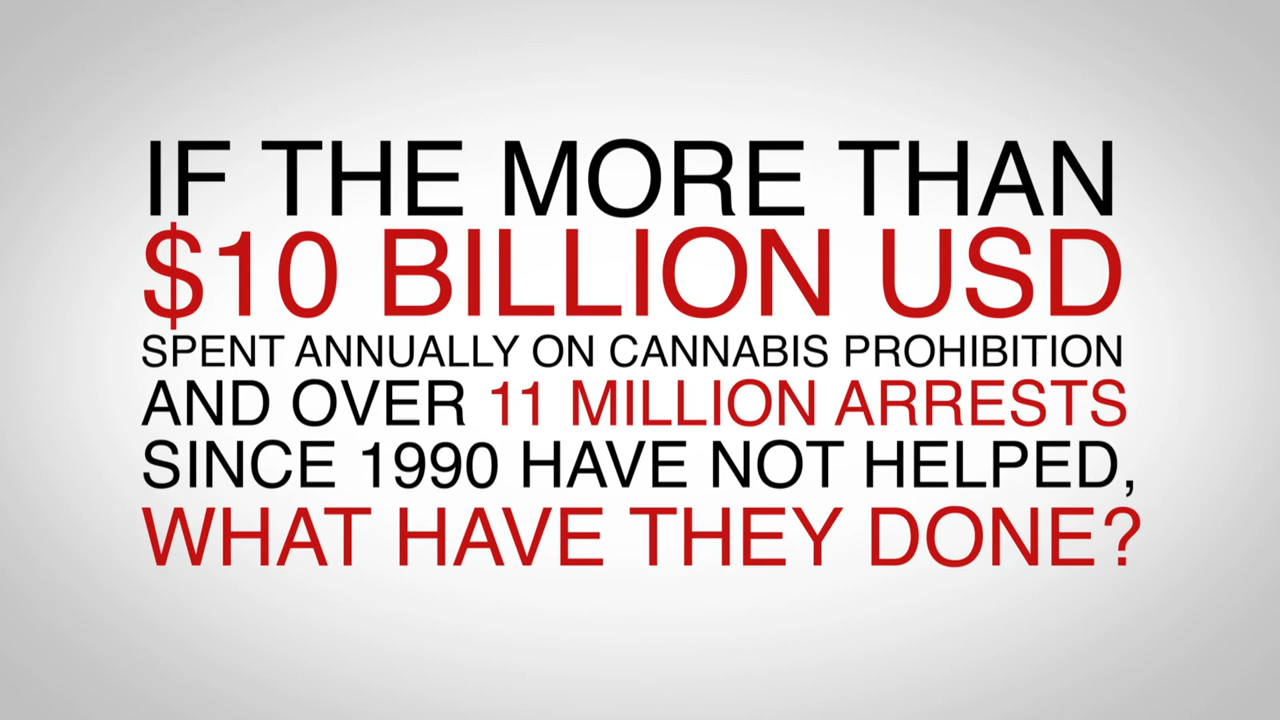 IF THE MORE THAN
$10 BILLION USD
SPENT ANNUALLY ON CANNABIS PROHIBITION
AND OVER 11 MILLION ARRESTS
SINCE 1990 HAVE NOT HELPED,
WHAT HAVE THEY DONE?